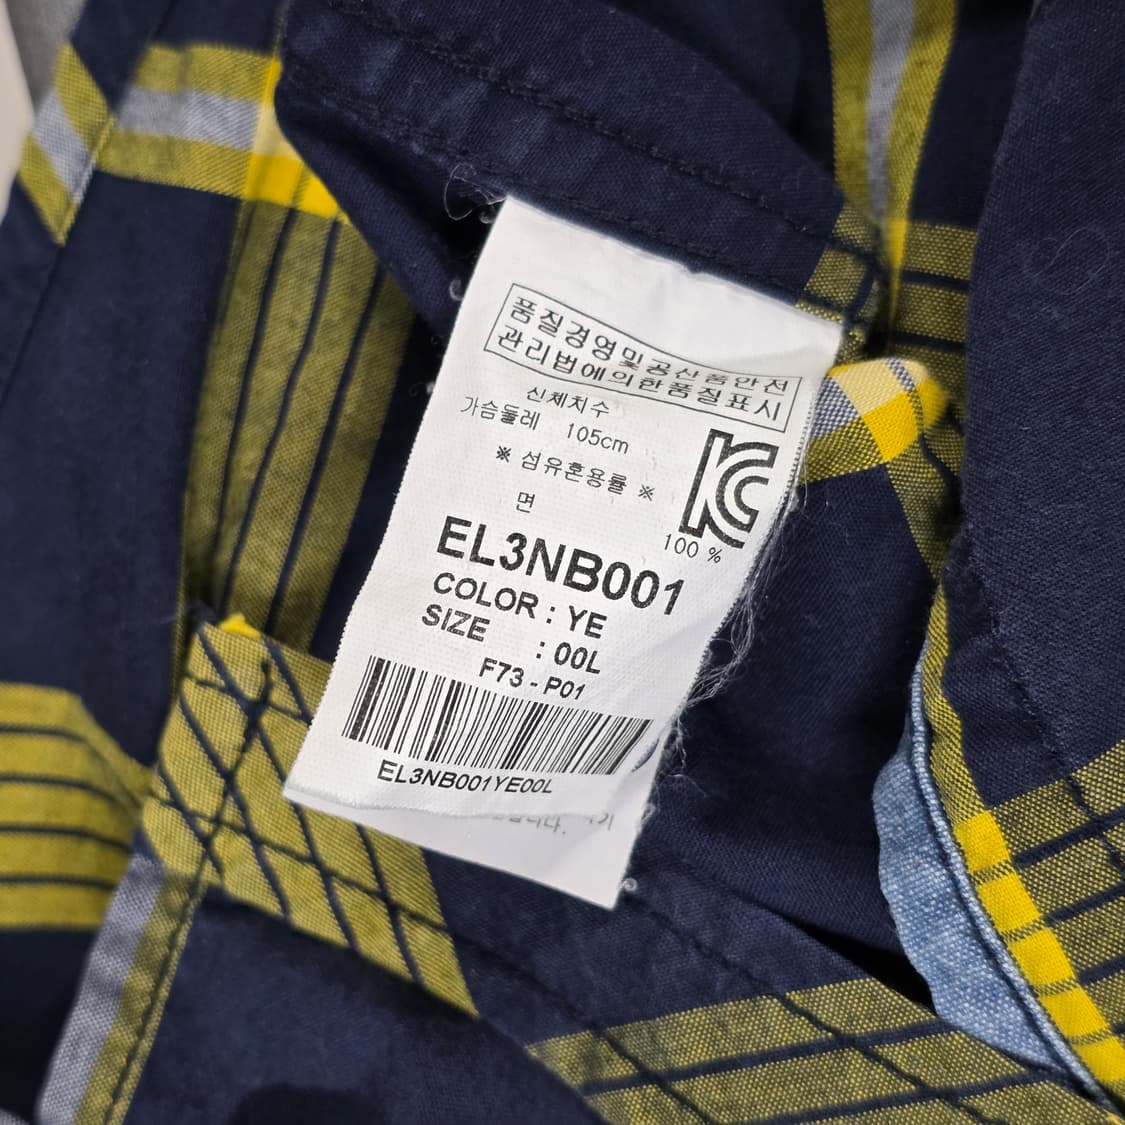 품질경영및공산품안전
관리법에의한품질표시
신체치수
가슴둘레 105cm
※ 섬유혼용률 ※
면 100 %
EL3NB001
COLOR : YE
SIZE : 00L
F73 - P01
EL3NB001YE00L